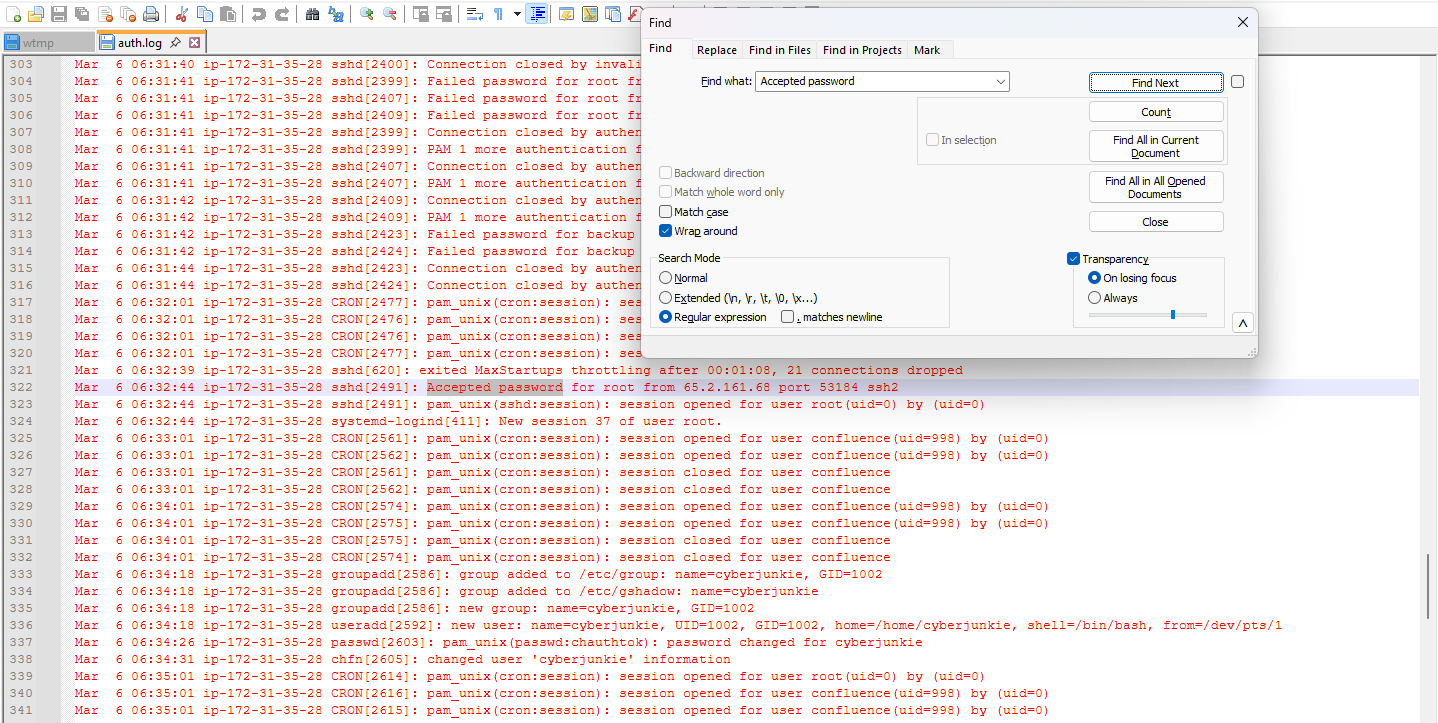 wtmp
auth.log
Find
Find
Replace
Find in Files
Find in Projects
Mark
Find what:
Accepted password
Find Next
Count
In selection
Find All in Current Document
Find All in All Opened Documents
Close
Backward direction
Match whole word only
Match case
Wrap around
Search Mode
Normal
Extended (\n, \r, \t, \0, \x...)
Regular expression
. matches newline
Transparency
On losing focus
Always
303 Mar  6 06:31:40 ip-172-31-35-28 sshd[2400]: Connection closed by invali
304 Mar  6 06:31:41 ip-172-31-35-28 sshd[2399]: Failed password for root fr
305 Mar  6 06:31:41 ip-172-31-35-28 sshd[2407]: Failed password for root fr
306 Mar  6 06:31:41 ip-172-31-35-28 sshd[2409]: Failed password for root fr
307 Mar  6 06:31:41 ip-172-31-35-28 sshd[2399]: Connection closed by authen
308 Mar  6 06:31:41 ip-172-31-35-28 sshd[2399]: PAM 1 more authentication f
309 Mar  6 06:31:41 ip-172-31-35-28 sshd[2407]: Connection closed by authen
310 Mar  6 06:31:41 ip-172-31-35-28 sshd[2407]: PAM 1 more authentication f
311 Mar  6 06:31:42 ip-172-31-35-28 sshd[2409]: Connection closed by authen
312 Mar  6 06:31:42 ip-172-31-35-28 sshd[2409]: PAM 1 more authentication f
313 Mar  6 06:31:42 ip-172-31-35-28 sshd[2423]: Failed password for backup
314 Mar  6 06:31:42 ip-172-31-35-28 sshd[2424]: Failed password for backup
315 Mar  6 06:31:44 ip-172-31-35-28 sshd[2423]: Connection closed by authen
316 Mar  6 06:31:44 ip-172-31-35-28 sshd[2424]: Connection closed by authen
317 Mar  6 06:32:01 ip-172-31-35-28 CRON[2477]: pam_unix(cron:session): sess
318 Mar  6 06:32:01 ip-172-31-35-28 CRON[2476]: pam_unix(cron:session): sess
319 Mar  6 06:32:01 ip-172-31-35-28 CRON[2476]: pam_unix(cron:session): sess
320 Mar  6 06:32:01 ip-172-31-35-28 CRON[2477]: pam_unix(cron:session): sess
321 Mar  6 06:32:39 ip-172-31-35-28 sshd[620]: exited MaxStartups throttling after 00:01:08, 21 connections dropped
322 Mar  6 06:32:44 ip-172-31-35-28 sshd[2491]: Accepted password for root from 65.2.161.68 port 53184 ssh2
323 Mar  6 06:32:44 ip-172-31-35-28 sshd[2491]: pam_unix(sshd:session): session opened for user root(uid=0) by (uid=0)
324 Mar  6 06:32:44 ip-172-31-35-28 systemd-logind[411]: New session 37 of user root.
325 Mar  6 06:33:01 ip-172-31-35-28 CRON[2561]: pam_unix(cron:session): session opened for user confluence(uid=998) by (uid=0)
326 Mar  6 06:33:01 ip-172-31-35-28 CRON[2562]: pam_unix(cron:session): session opened for user confluence(uid=998) by (uid=0)
327 Mar  6 06:33:01 ip-172-31-35-28 CRON[2561]: pam_unix(cron:session): session closed for user confluence
328 Mar  6 06:33:01 ip-172-31-35-28 CRON[2562]: pam_unix(cron:session): session closed for user confluence
329 Mar  6 06:34:01 ip-172-31-35-28 CRON[2574]: pam_unix(cron:session): session opened for user confluence(uid=998) by (uid=0)
330 Mar  6 06:34:01 ip-172-31-35-28 CRON[2575]: pam_unix(cron:session): session opened for user confluence(uid=998) by (uid=0)
331 Mar  6 06:34:01 ip-172-31-35-28 CRON[2575]: pam_unix(cron:session): session closed for user confluence
332 Mar  6 06:34:01 ip-172-31-35-28 CRON[2574]: pam_unix(cron:session): session closed for user confluence
333 Mar  6 06:34:18 ip-172-31-35-28 groupadd[2586]: group added to /etc/group: name=cyberjunkie, GID=1002
334 Mar  6 06:34:18 ip-172-31-35-28 groupadd[2586]: group added to /etc/gshadow: name=cyberjunkie
335 Mar  6 06:34:18 ip-172-31-35-28 groupadd[2586]: new group: name=cyberjunkie, GID=1002
336 Mar  6 06:34:18 ip-172-31-35-28 useradd[2592]: new user: name=cyberjunkie, UID=1002, GID=1002, home=/home/cyberjunkie, shell=/bin/bash, from=/dev/pts/1
337 Mar  6 06:34:26 ip-172-31-35-28 passwd[2603]: pam_unix(passwd:chauthtok): password changed for cyberjunkie
338 Mar  6 06:34:31 ip-172-31-35-28 chfn[2605]: changed user 'cyberjunkie' information
339 Mar  6 06:35:01 ip-172-31-35-28 CRON[2614]: pam_unix(cron:session): session opened for user root(uid=0) by (uid=0)
340 Mar  6 06:35:01 ip-172-31-35-28 CRON[2616]: pam_unix(cron:session): session opened for user confluence(uid=998) by (uid=0)
341 Mar  6 06:35:01 ip-172-31-35-28 CRON[2615]: pam_unix(cron:session): session opened for user confluence(uid=998) by (uid=0)